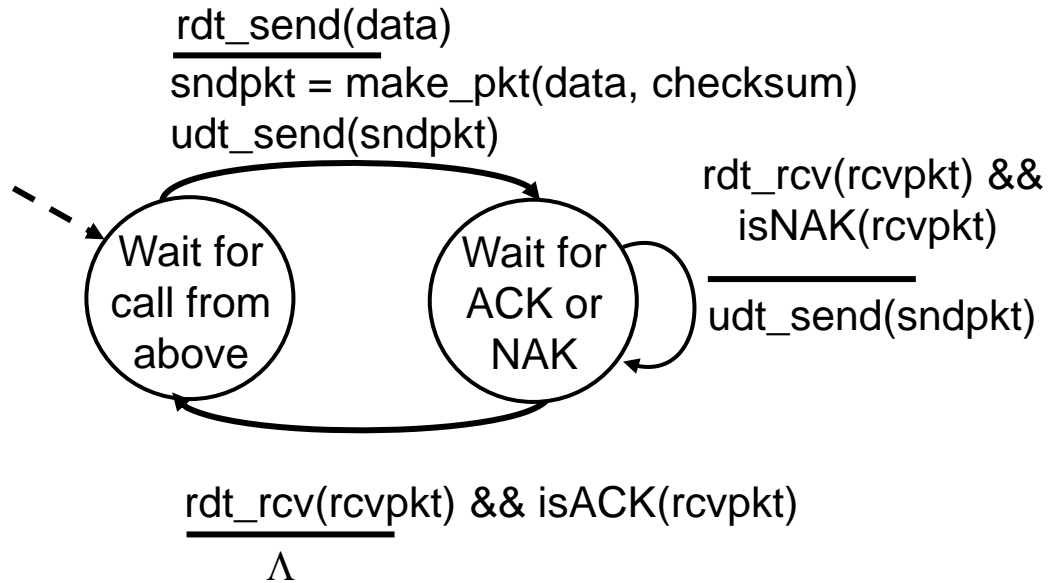 rdt_send(data)
sndpkt = make_pkt(data, checksum)
udt_send(sndpkt)
rdt_rcv(rcvpkt) &&
isNAK(rcvpkt)
udt_send(sndpkt)
Wait for
call from
above
Wait for
ACK or
NAK
rdt_rcv(rcvpkt) && isACK(rcvpkt)
Λ